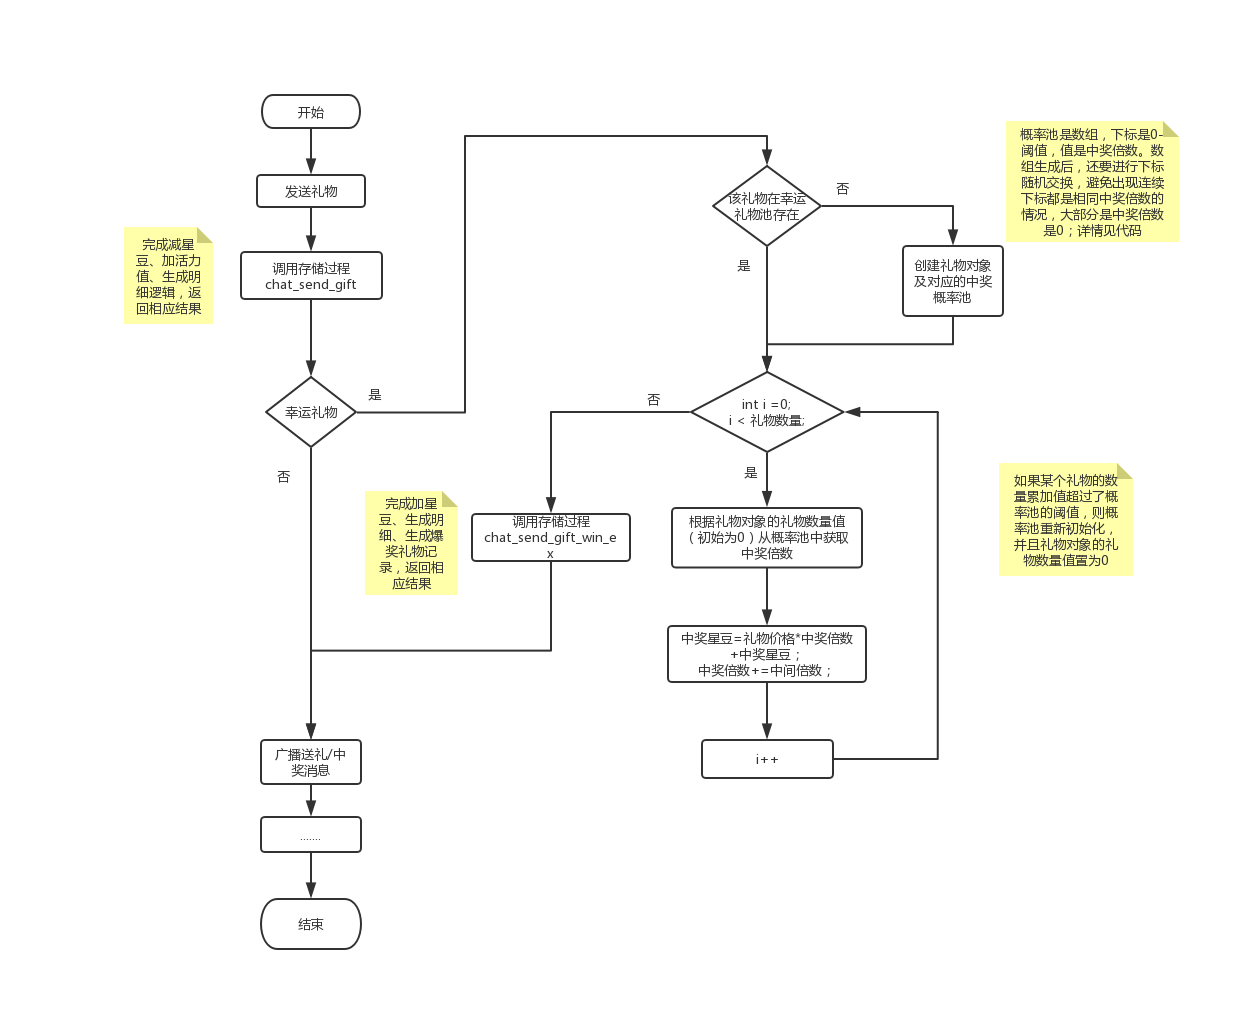 开始
发送礼物
完成减星
豆、加活力
值、生成明
细逻辑，返
回相应结果
调用存储过程
chat_send_gift
幸运礼物
是
否
该礼物在幸运
礼物池存在
否
是
概率池是数组，下标是0-
阈值，值是中奖倍数。数
组生成后，还要进行下标
随机交换，避免出现连续
下标都是相同中奖倍数的
情况，大部分是中奖倍数
是0；详情见代码
创建礼物对象
及对应的中奖
概率池
int i =0;
i < 礼物数量;
否
是
完成加星
豆、生成明
细、生成爆
奖礼物记
录，返回相
应结果
调用存储过程
chat_send_gift_win_e
x
根据礼物对象的礼物数量值
（初始为0）从概率池中获取
中奖倍数
如果某个礼物的数
量累加值超过了概
率池的阈值，则概
率池重新初始化，
并且礼物对象的礼
物数量值置为0
中奖星豆=礼物价格*中奖倍数
+中奖星豆；
中奖倍数+=中间倍数；
i++
广播送礼/中
奖消息
.......
结束